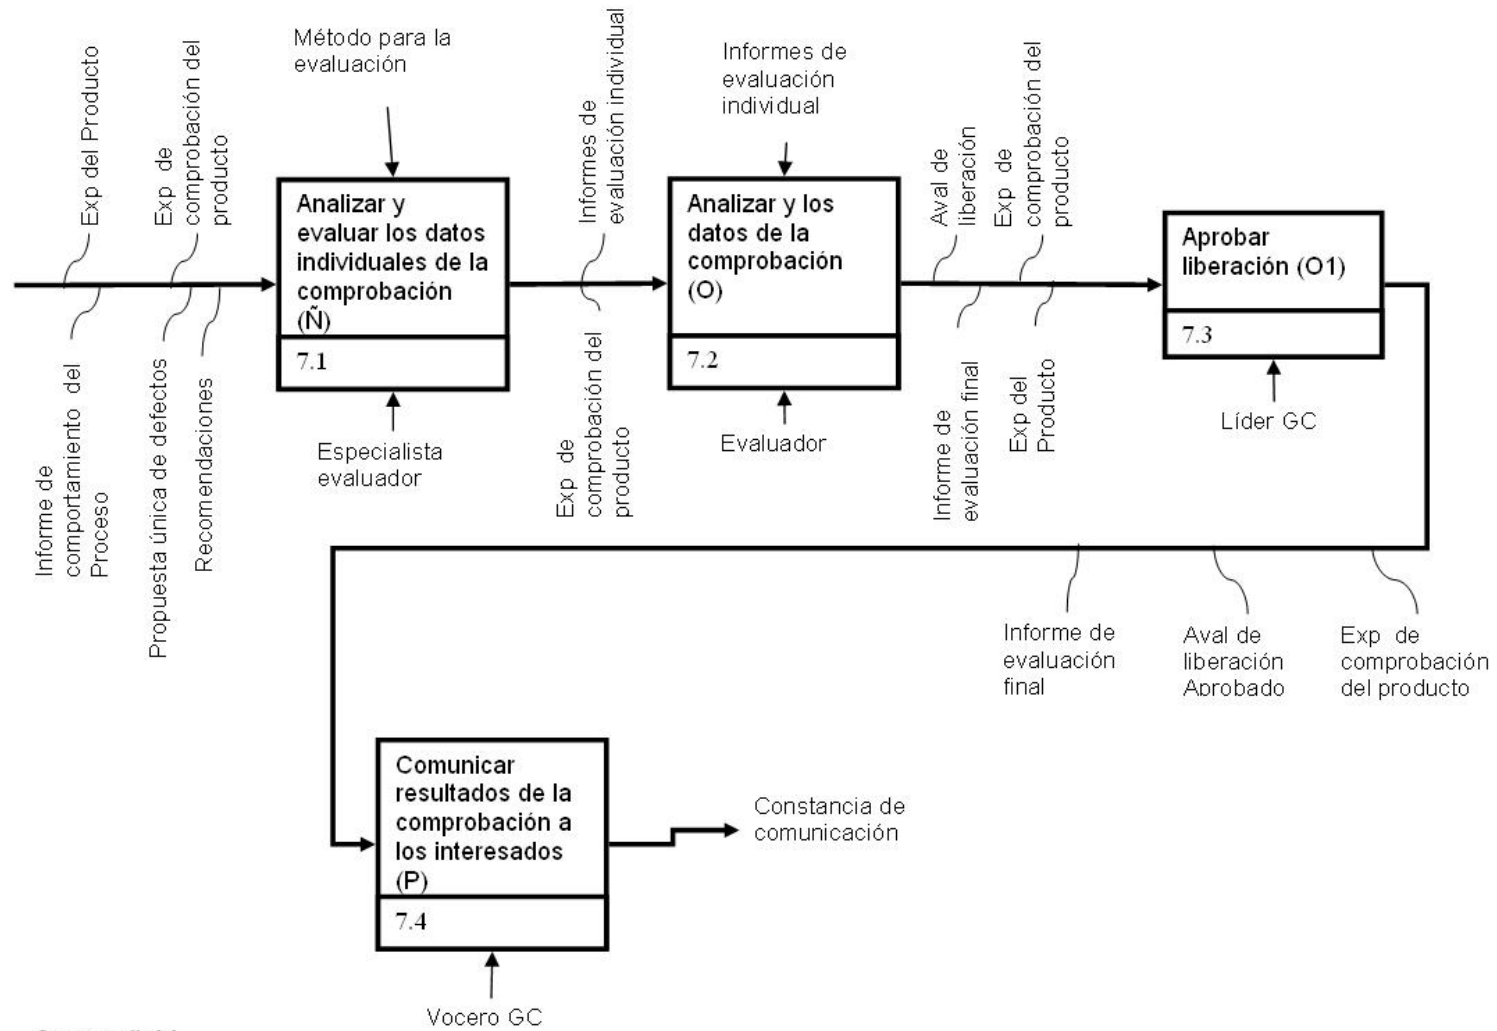 Método para la
evaluación
Informes de
evaluación
individual
Exp del Producto
Exp de
comprobación del
producto
Informes de
evaluación individual
Aval de
liberación
Exp de
comprobación del
producto
Analizar y
evaluar los datos
individuales de la
comprobación
(Ñ)
7.1
Analizar y los
datos de la
comprobación
(O)
7.2
Aprobar
liberación (O1)
7.3
Informe de
comportamiento del
Proceso
Propuesta única de defectos
Recomendaciones
Especialista
evaluador
Exp de
comprobación del
producto
Evaluador
Informe de
evaluación final
Exp del
Producto
Líder GC
Informe de
evaluación
final
Aval de
liberación
Aprobado
Exp de
comprobación
del producto
Comunicar
resultados de la
comprobación a
los interesados
(P)
7.4
Constancia de
comunicación
Vocero GC